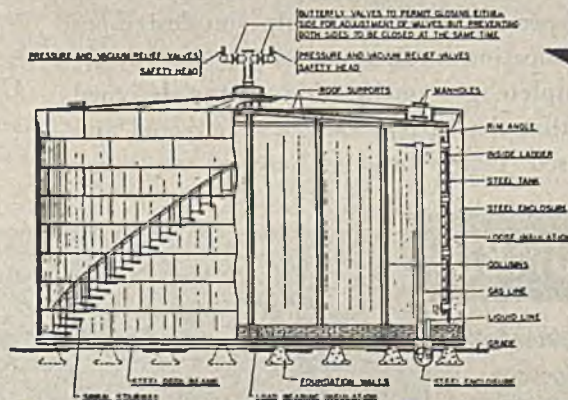 BUTTERFLY VALVES TO PERMIT CLOSING EITHER
SIDE FOR ADJUSTMENT OF VALVES BUT PREVENTING
BOTH SIDES TO BE CLOSED AT THE SAME TIME
PRESSURE AND VACUUM RELIEF VALVES
SAFETY HEAD
PRESSURE AND VACUUM RELIEF VALVES
SAFETY HEAD
ROOF SUPPORTS
MANHOLES
RIM ANGLE
INSIDE LADDER
STEEL TANK
STEEL ENCLOSURE
LOOSE INSULATION
COLUMNS
GAS LINE
LIQUID LINE
GRADE
STEEL DECK BEAMS
FOUNDATION WALLS
STEEL ENCLOSURE
SPIRAL STAIRWAY
LOAD BEARING INSULATION